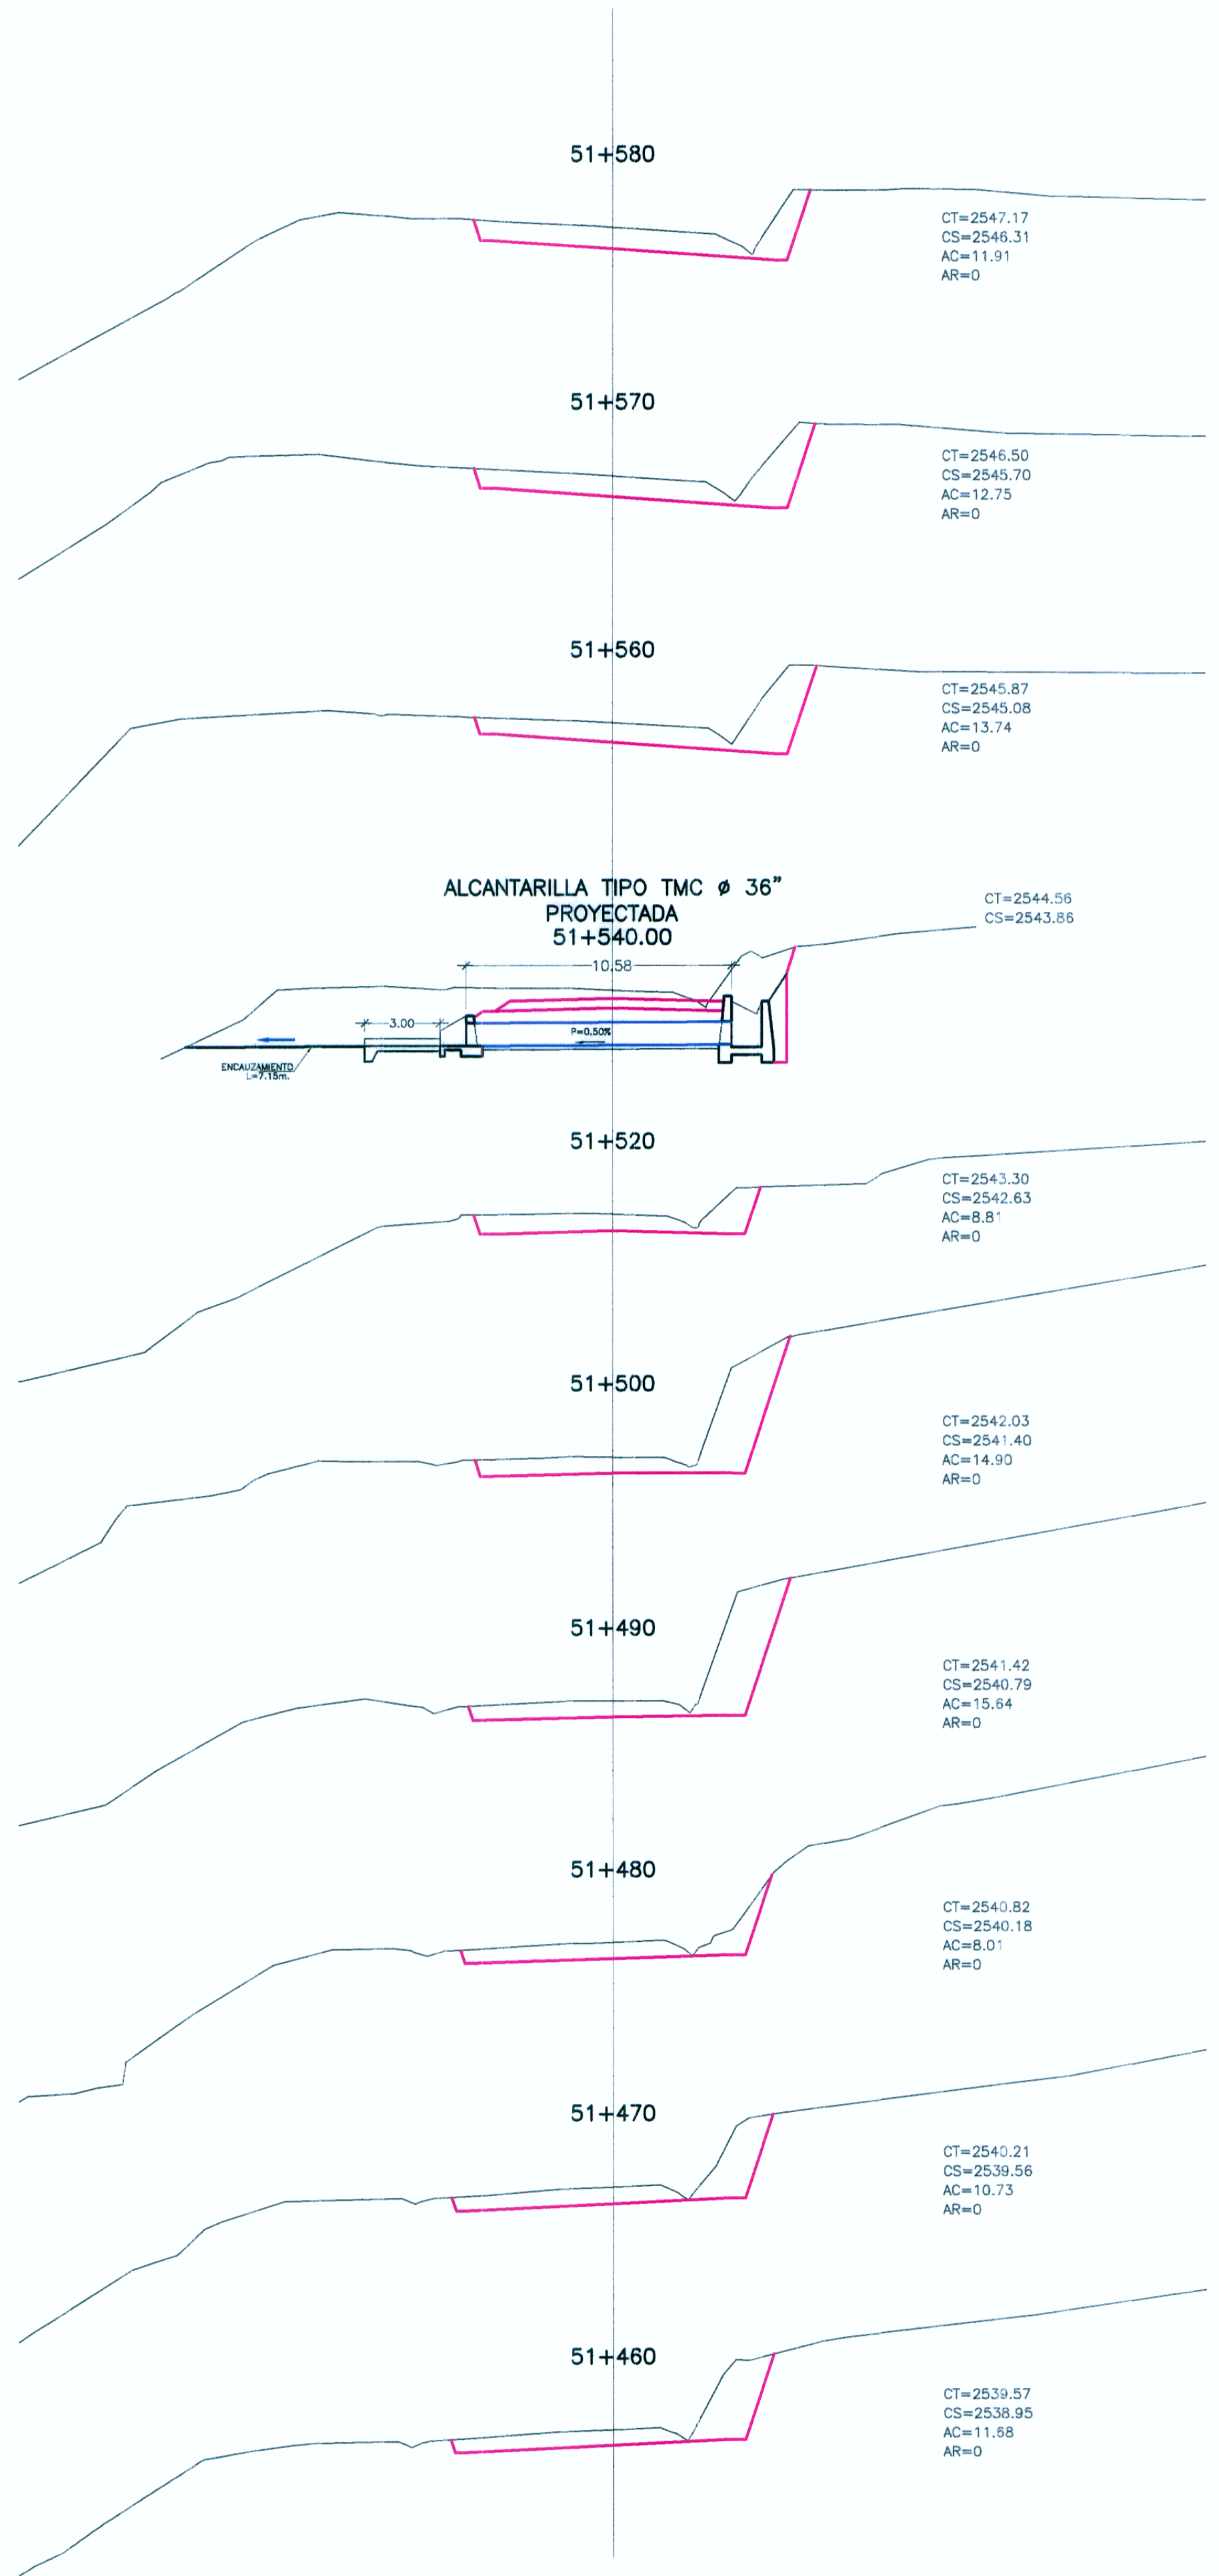 51+580
CT=2547.17
CS=2546.31
AC=11.91
AR=0
51+570
CT=2546.50
CS=2545.70
AC=12.75
AR=0
51+560
CT=2545.87
CS=2545.08
AC=13.74
AR=0
ALCANTARILLA TIPO TMC ø 36"
PROYECTADA
51+540.00
CT=2544.56
CS=2543.86
10.58
3.00
P=0.50%
ENCAUZAMIENTO
L=7.15m.
51+520
CT=2543.30
CS=2542.63
AC=8.81
AR=0
51+500
CT=2542.03
CS=2541.40
AC=14.90
AR=0
51+490
CT=2541.42
CS=2540.79
AC=15.64
AR=0
51+480
CT=2540.82
CS=2540.18
AC=8.01
AR=0
51+470
CT=2540.21
CS=2539.56
AC=10.73
AR=0
51+460
CT=2539.57
CS=2538.95
AC=11.68
AR=0